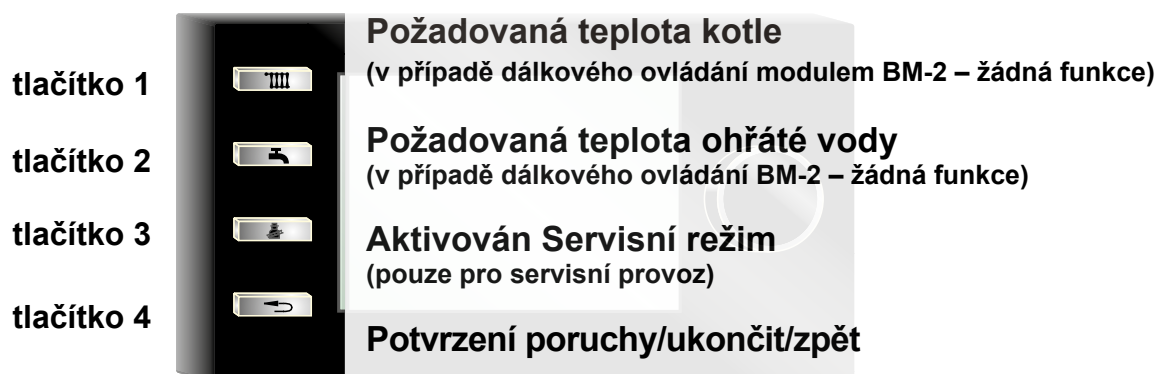 Požadovaná teplota kotle
tlačítko 1
(v případě dálkového ovládání modulem BM-2 – žádná funkce)
Požadovaná teplota ohřáté vody
tlačítko 2
(v případě dálkového ovládání BM-2 – žádná funkce)
tlačítko 3
Aktivován Servisní režim
(pouze pro servisní provoz)
tlačítko 4
Potvrzení poruchy/ukončit/zpět